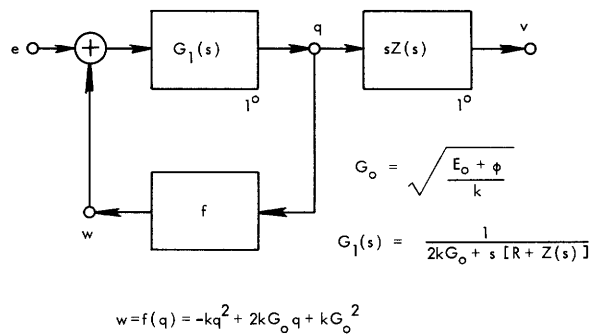 e
+
G₁(s)
1°
q
sZ(s)
1°
v
f
w
G₀ = √((E₀ + φ) / k)
G₁(s) = 1 / (2kG₀ + s [R + Z(s)])
w = f(q) = -kq² + 2kG₀q + kG₀²